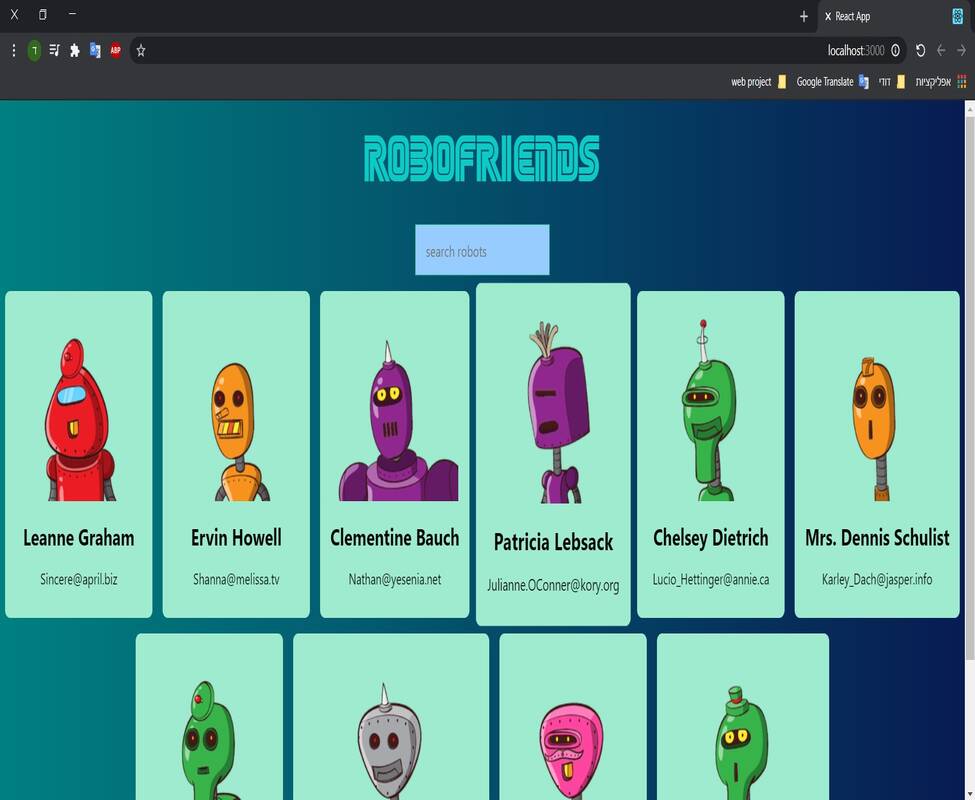 React App
localhost:3000
ABP
ד
אפליקציות
דודי
Google Translate
web project
ROBOFRIENDS
search robots
Leanne Graham
Sincere@april.biz
Ervin Howell
Shanna@melissa.tv
Clementine Bauch
Nathan@yesenia.net
Patricia Lebsack
Julianne.OConner@kory.org
Chelsey Dietrich
Lucio_Hettinger@annie.ca
Mrs. Dennis Schulist
Karley_Dach@jasper.info